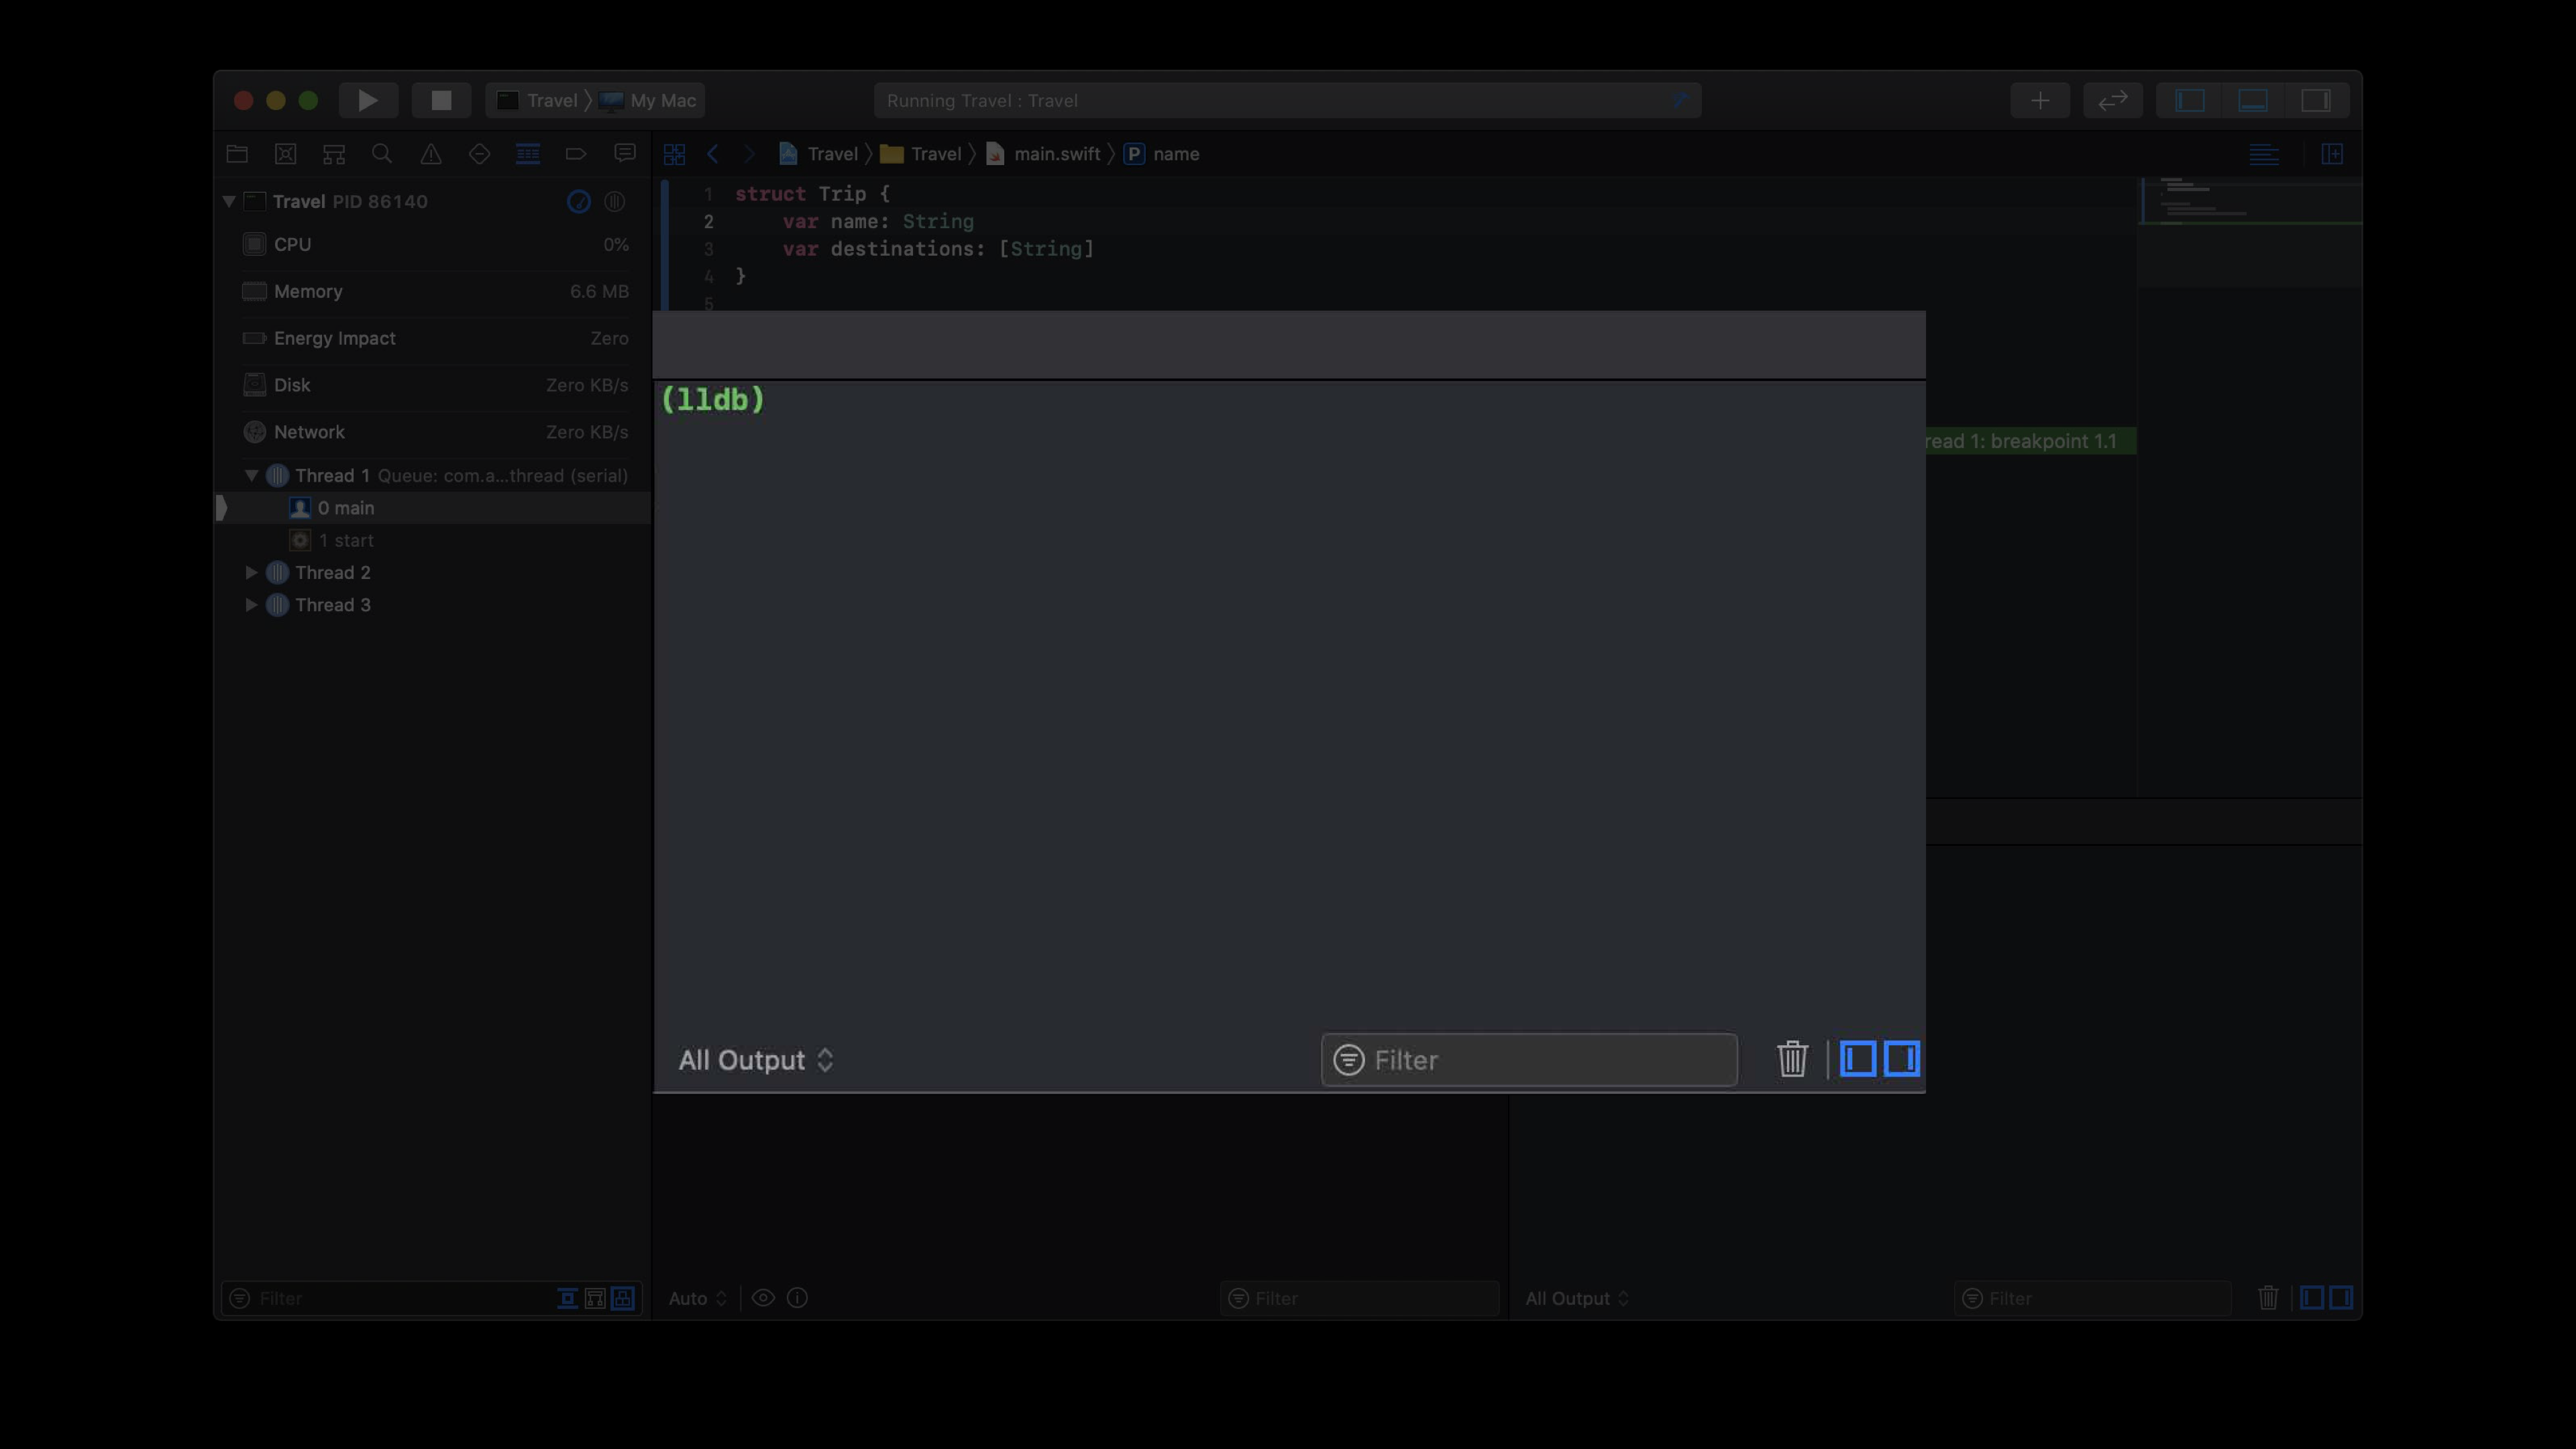 Travel 〉 My Mac
Running Travel : Travel
Travel 〉 Travel 〉 main.swift 〉 P name
Travel PID 86140
CPU 0%
Memory 6.6 MB
Energy Impact Zero
Disk Zero KB/s
Network Zero KB/s
Thread 1 Queue: com.a...thread (serial)
0 main
1 start
Thread 2
Thread 3
1 struct Trip {
2 var name: String
3 var destinations: [String]
4 }
5
read 1: breakpoint 1.1
(lldb)
All Output
Filter
Filter
Auto
Filter
All Output
Filter